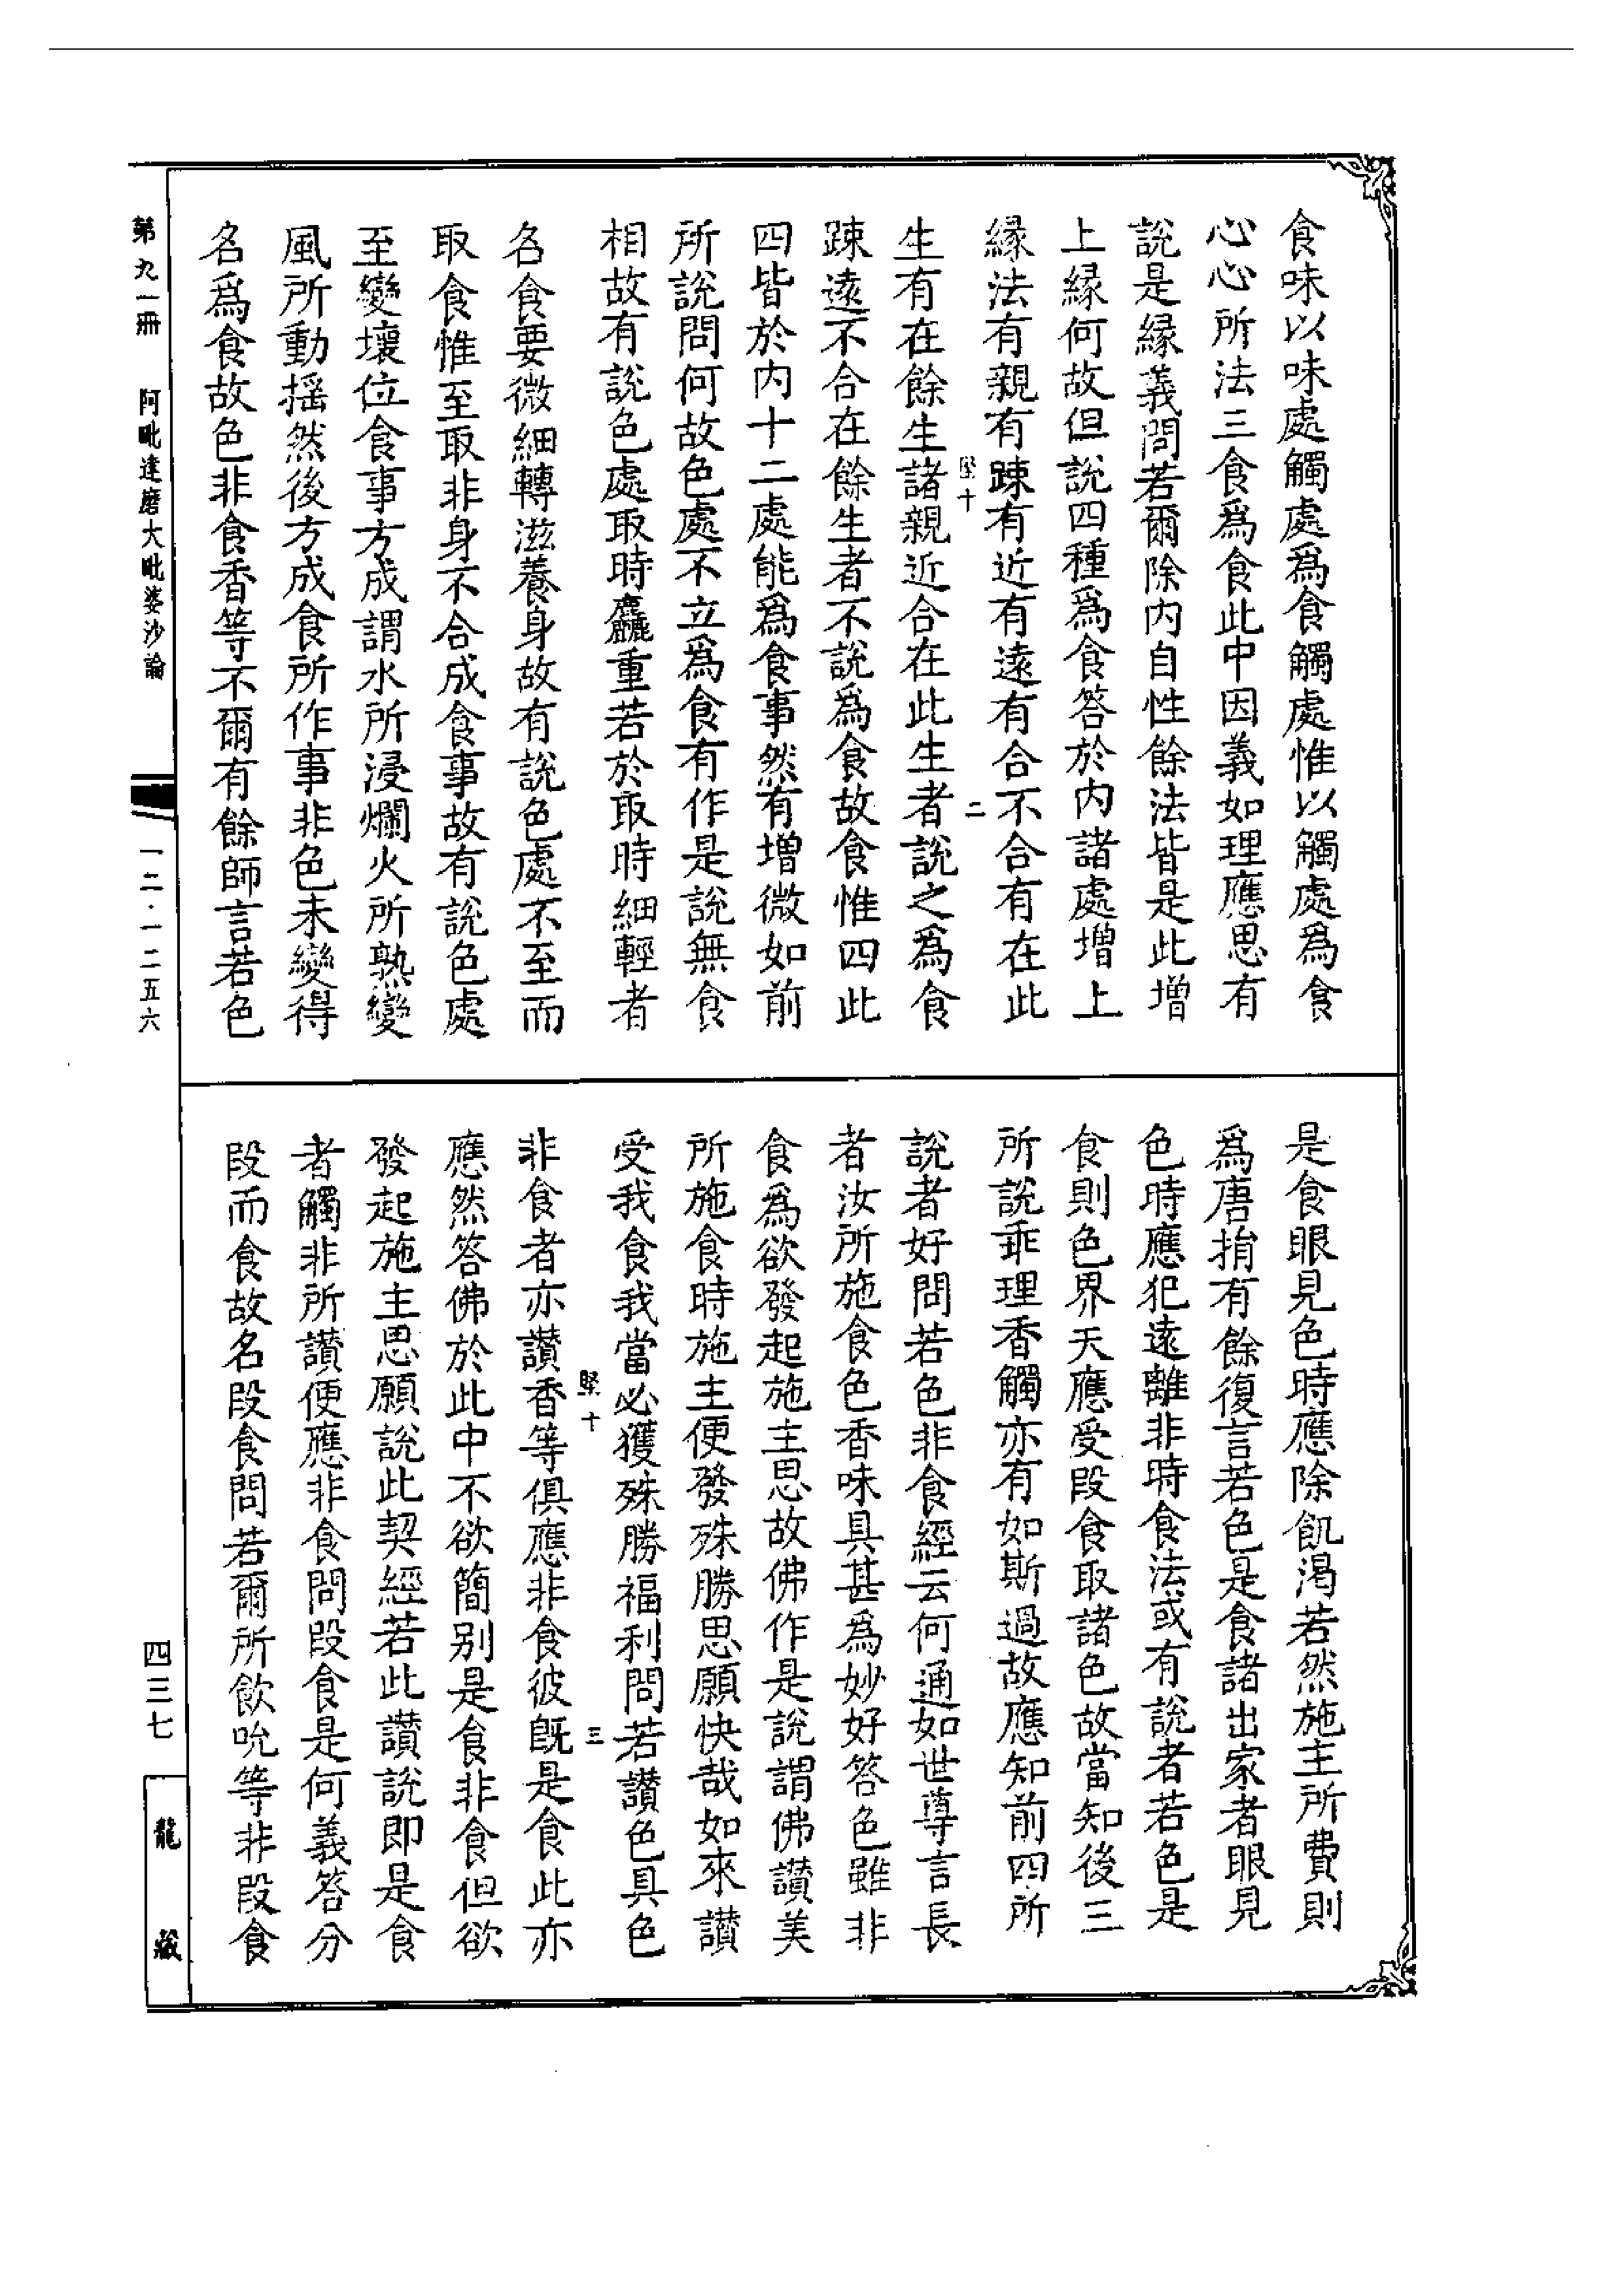 食味以味處觸處爲食觸處惟以觸處爲食
心心所法三食爲食此中因義如理應思有
說是緣義問若爾除內自性餘法皆是此增
上緣何故但說四種爲食答於內諸處增上
緣法有親有踈有近有遠有合不合有在此
堅十
二
生有在餘生諸親近合在此生者說之爲食
踈遠不合在餘生者不說爲食故食惟四此
四皆於內十二處能爲食事然有增微如前
所說問何故色處不立爲食有作是說無食
相故有說色處取時麤重若於取時細輕者
名食要微細轉滋養身故有說色處不至而
取食惟至取非身不合成食事故有說色處
至變壞位食事方成謂水所浸爛火所熟變
風所動揺然後方成食所作事非色未變得
名爲食故色非食香等不爾有餘師言若色
是食眼見色時應除飢渴若然施主所費則
爲唐捐有餘復言若色是食諸出家者眼見
色時應犯遠離非時食法或有說者若色是
食則色界天應受段食取諸色故當知後三
所說乖理香觸亦有如斯過故應知前四所
說者好問若色非食經云何通如世尊言長
者汝所施食色香味具甚爲妙好答色雖非
食爲欲發起施主思故佛作是說謂佛讃美
所施食時施主便發殊勝思願快哉如來讃
受我食我當必獲殊勝福利問若讃色具色
堅十
三
非食者亦讃香等俱應非食彼旣是食此亦
應然答佛於此中不欲簡別是食非食但欲
發起施主思願說此契經若此讃說即是食
者觸非所讃便應非食問段食是何義答分
段而食故名段食問若爾所飲吮等非段食
第九一冊
阿毗達磨大毗婆沙論
一二·一二五六
四三七
龍藏